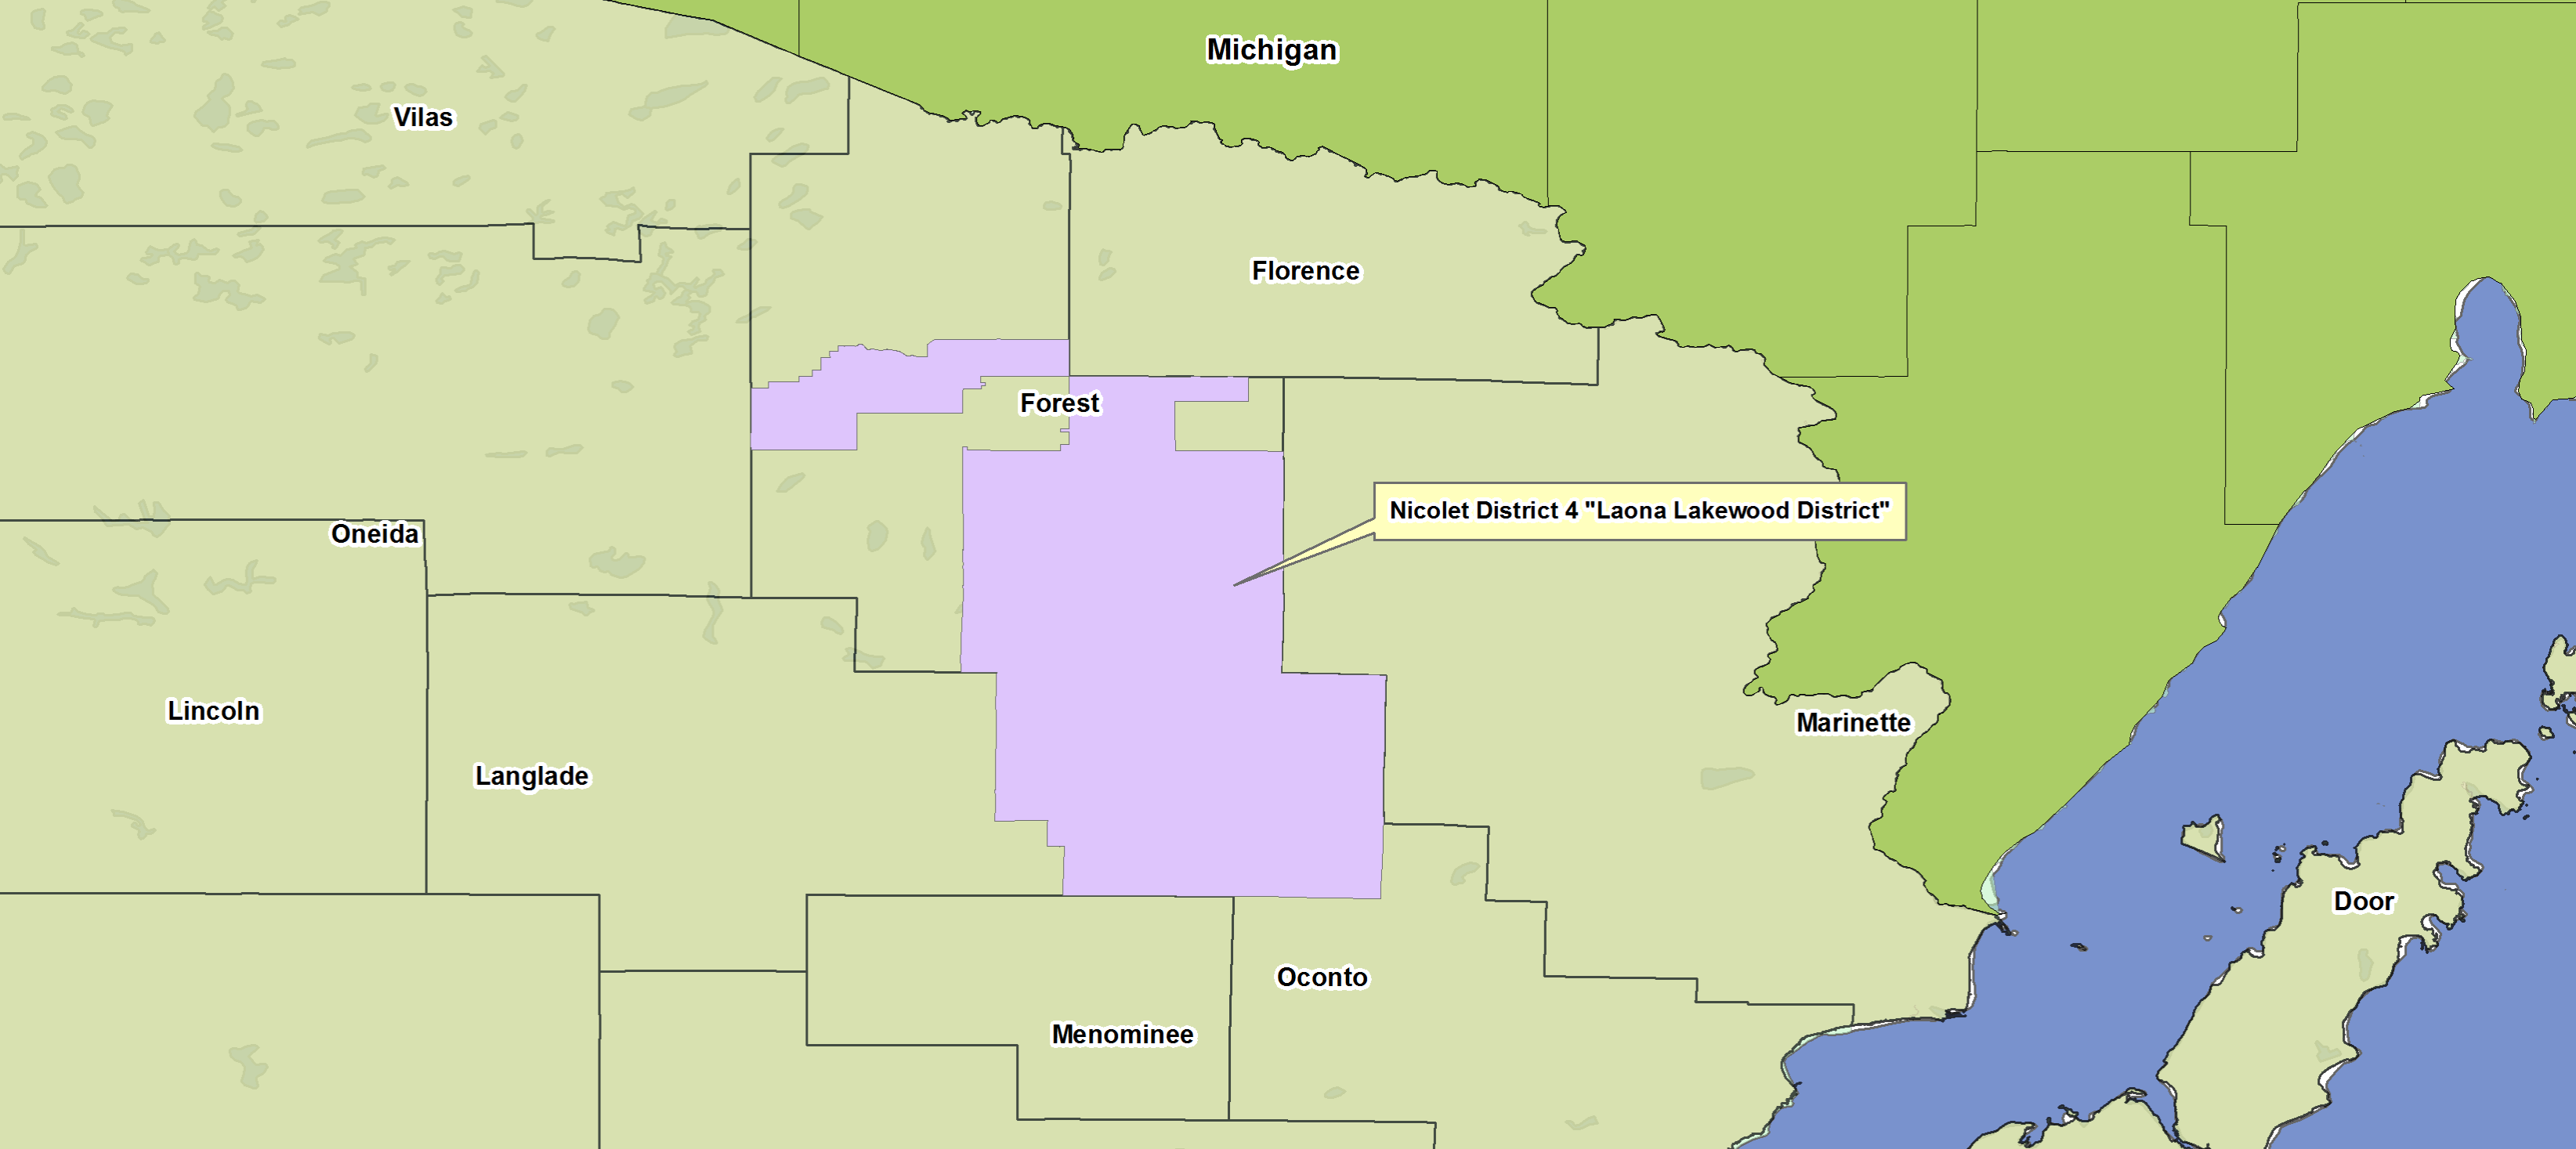 Michigan
Vilas
Florence
Forest
Nicolet District 4 "Laona Lakewood District"
Oneida
Lincoln
Marinette
Langlade
Door
Oconto
Menominee